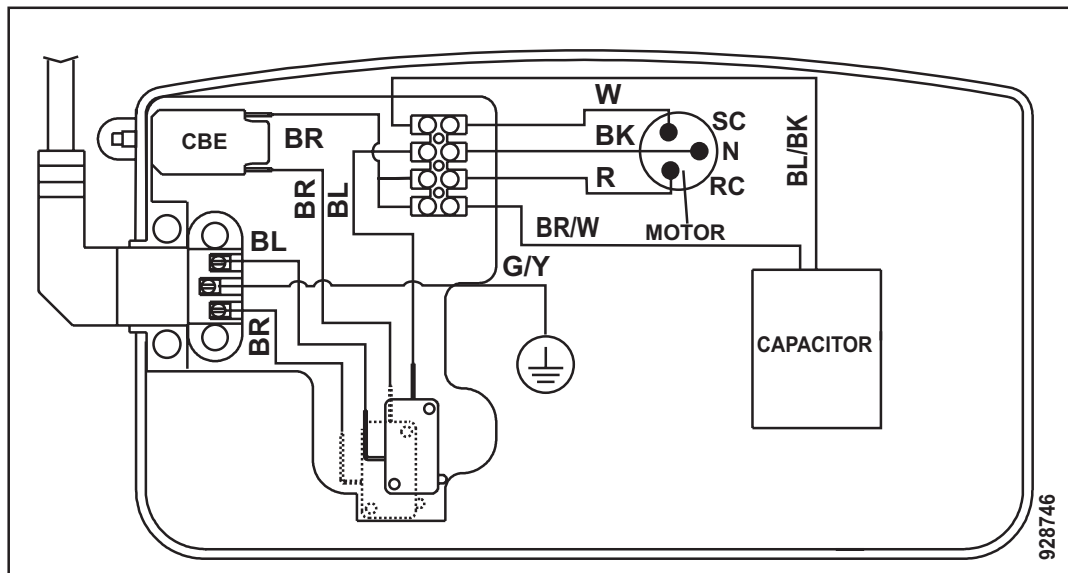 W
SC
CBE
BR
BK
N
BL/BK
R
RC
BR
BL
BR/W
MOTOR
BL
G/Y
BR
CAPACITOR
928746